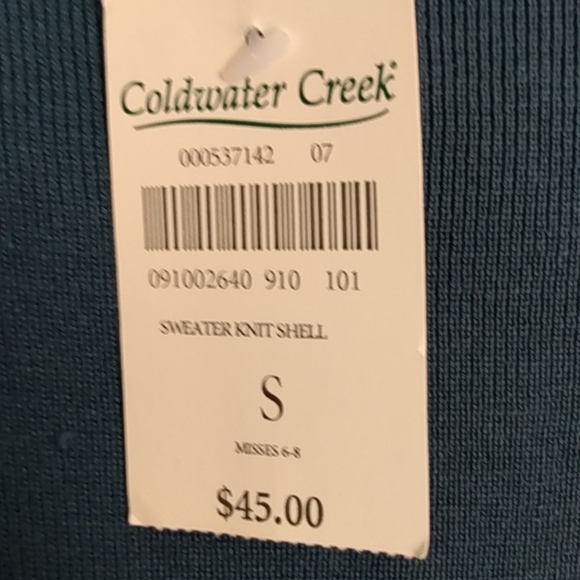 Coldwater Creek®
000537142 07
091002640 910 101
SWEATER KNIT SHELL
S
MISSES 6-8
$45.00